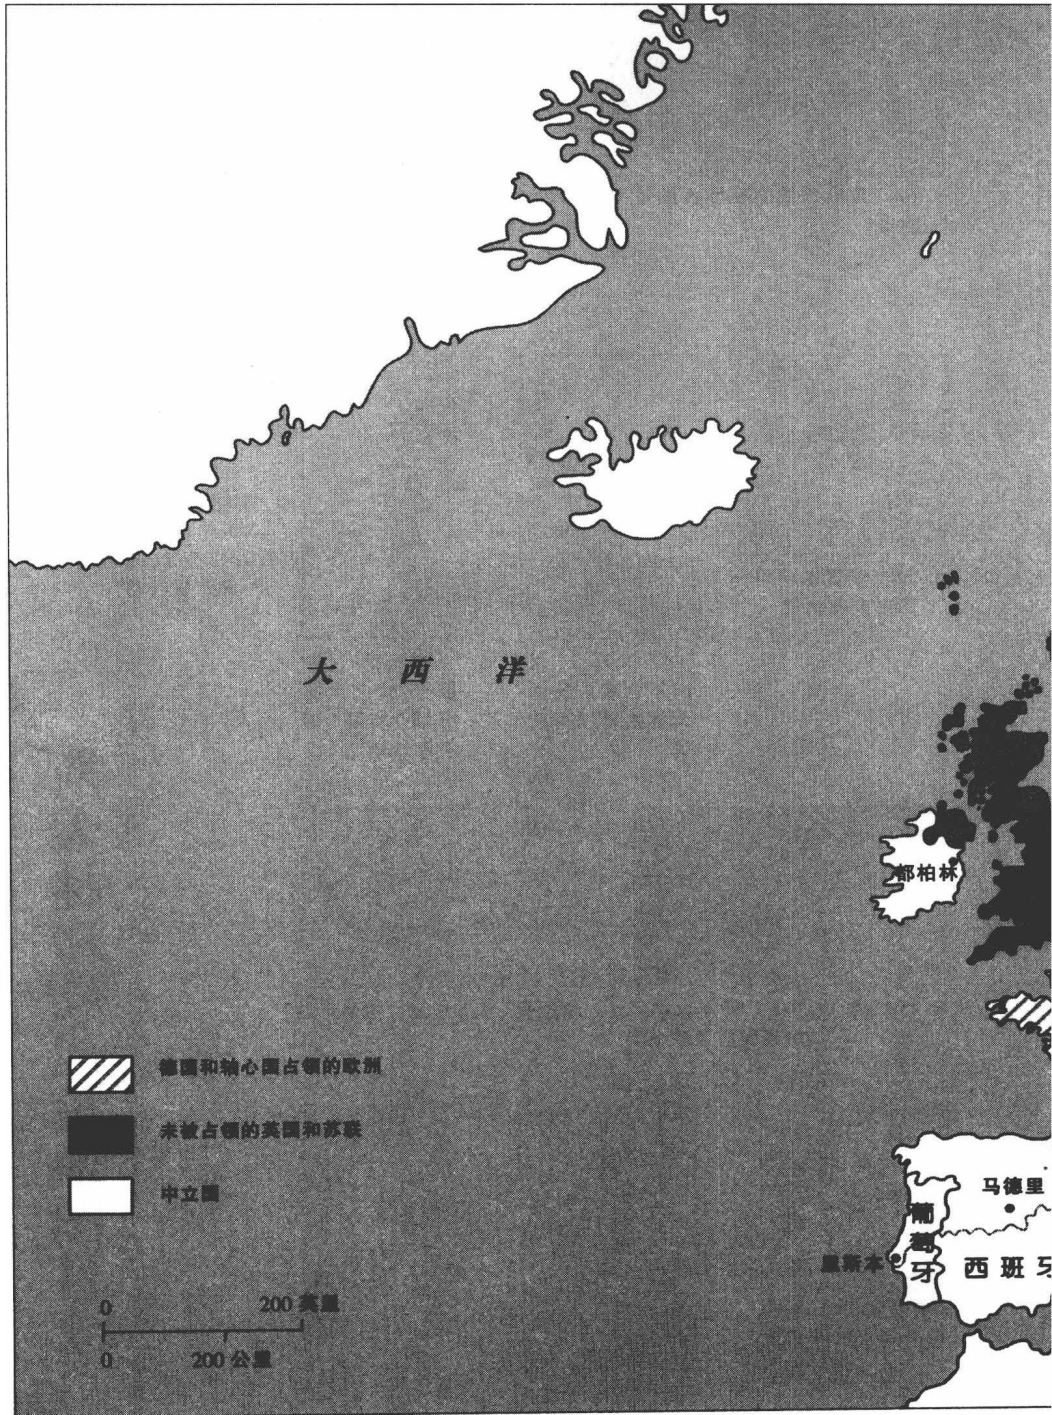 大 西 洋
都柏林
德国和轴心国占领的欧洲
未被占领的英国和苏联
中立国
马德里
葡萄牙
里斯本
西班牙
0 200 英里
0 200 公里